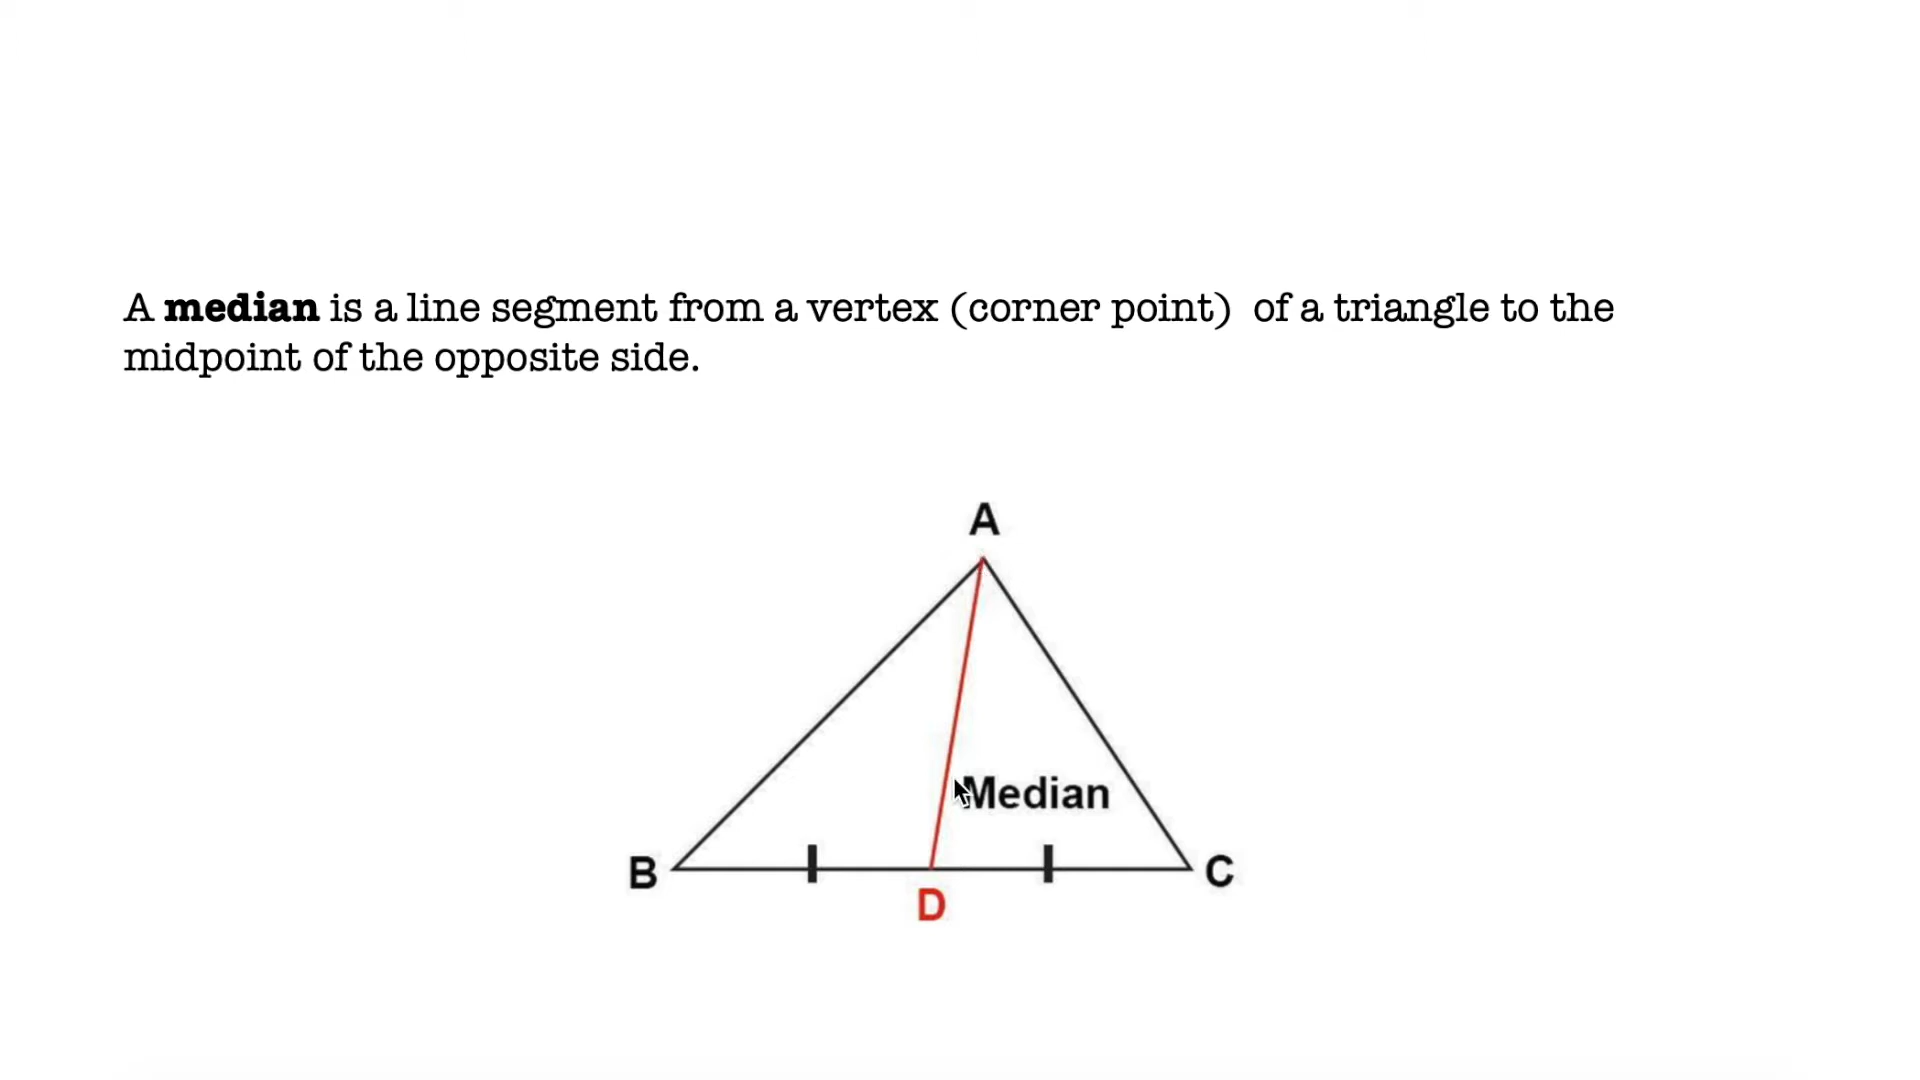 A median is a line segment from a vertex (corner point) of a triangle to the
midpoint of the opposite side.
A
Median
B
C
D